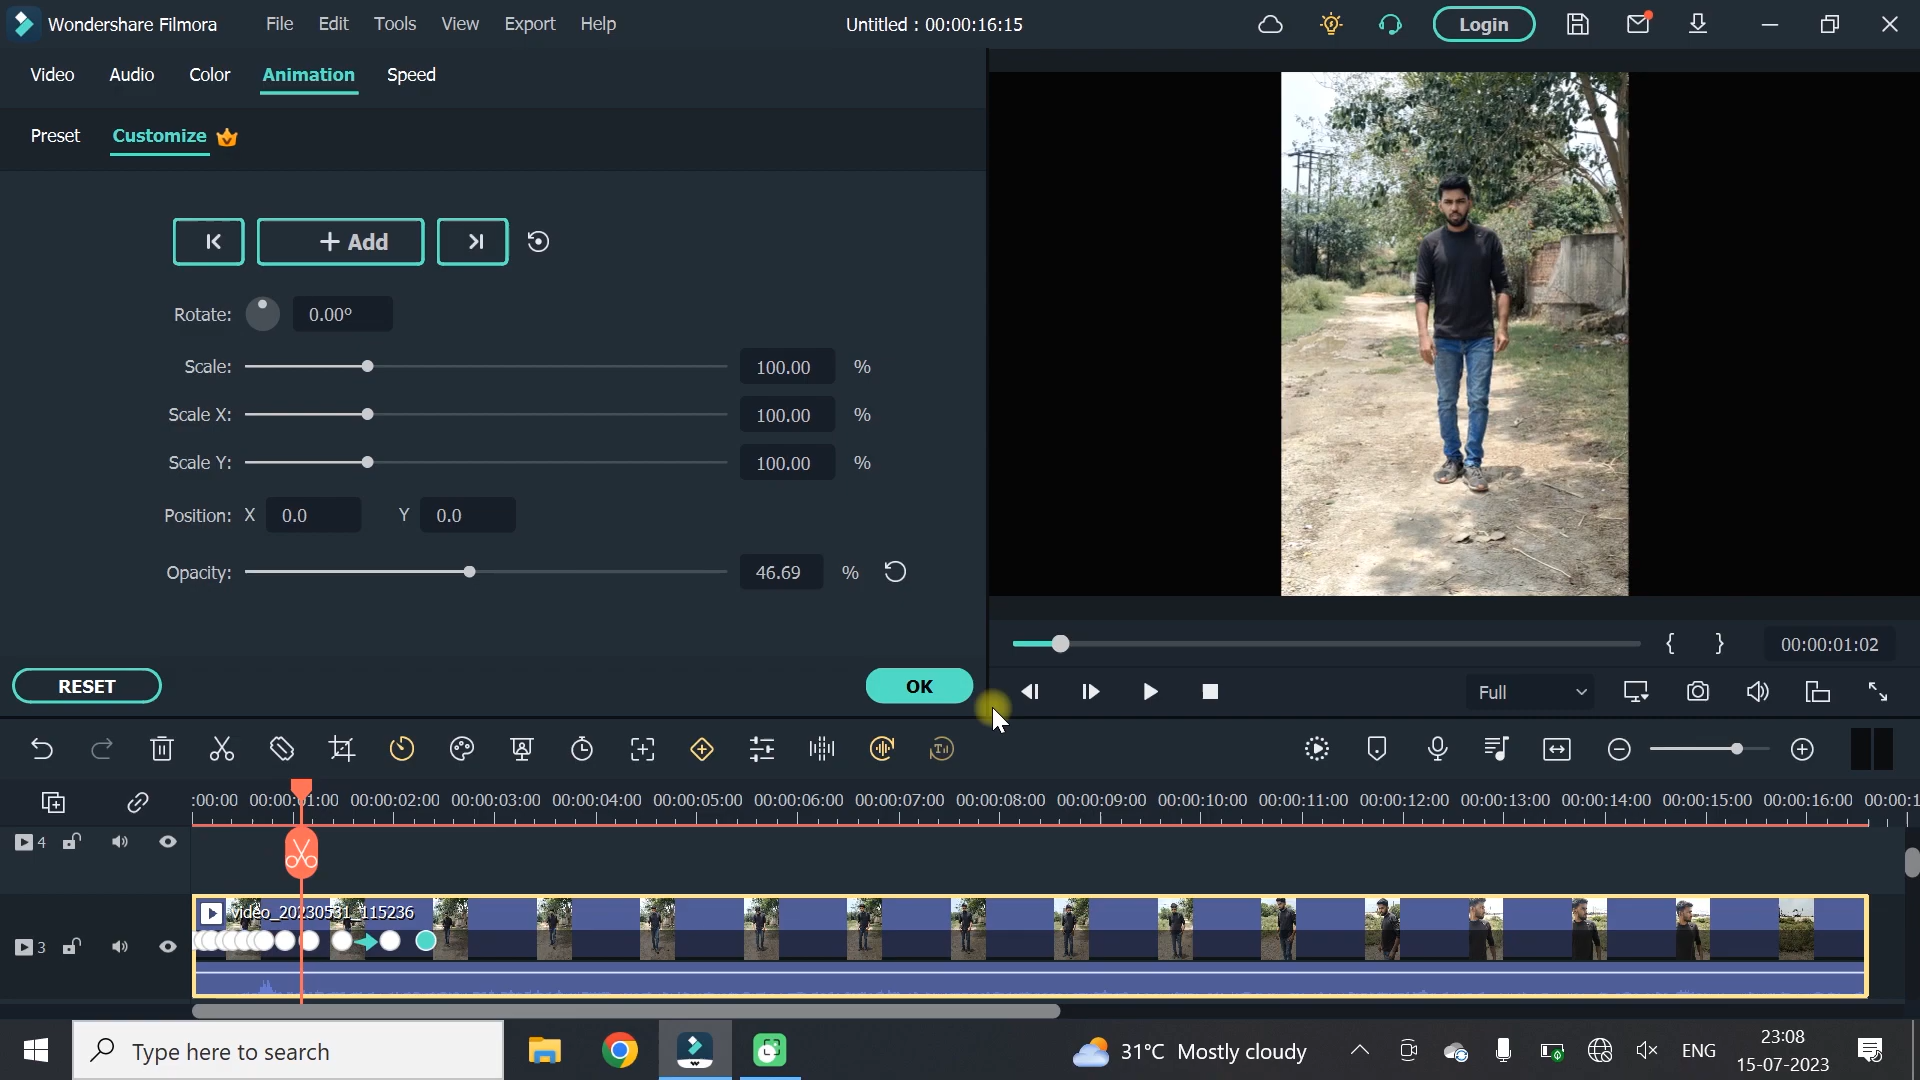 Wondershare Filmora File Edit Tools View Export Help Untitled : 00:00:16:15 Login
Video Audio Color Animation Speed
Preset Customize
+ Add
Rotate: 0.00°
Scale: 100.00 %
Scale X: 100.00 %
Scale Y: 100.00 %
Position: X 0.0 Y 0.0
Opacity: 46.69 %
{ } 00:00:01:02
RESET OK Full
:00:00 00:00:01:00 00:00:02:00 00:00:03:00 00:00:04:00 00:00:05:00 00:00:06:00 00:00:07:00 00:00:08:00 00:00:09:00 00:00:10:00 00:00:11:00 00:00:12:00 00:00:13:00 00:00:14:00 00:00:15:00 00:00:16:00 00:00:1
4
video_20230531_115236
3
Type here to search 31°C Mostly cloudy ENG 23:08
15-07-2023